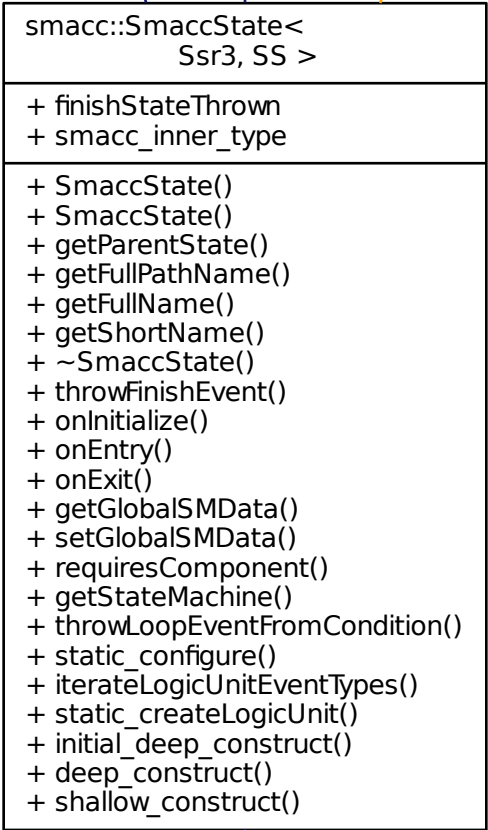 smacc::SmaccState<
Ssr3, SS >
+ finishStateThrown
+ smacc_inner_type
+ SmaccState()
+ SmaccState()
+ getParentState()
+ getFullPathName()
+ getFullName()
+ getShortName()
+ ~SmaccState()
+ throwFinishEvent()
+ onInitialize()
+ onEntry()
+ onExit()
+ getGlobalSMData()
+ setGlobalSMData()
+ requiresComponent()
+ getStateMachine()
+ throwLoopEventFromCondition()
+ static_configure()
+ iterateLogicUnitEventTypes()
+ static_createLogicUnit()
+ initial_deep_construct()
+ deep_construct()
+ shallow_construct()